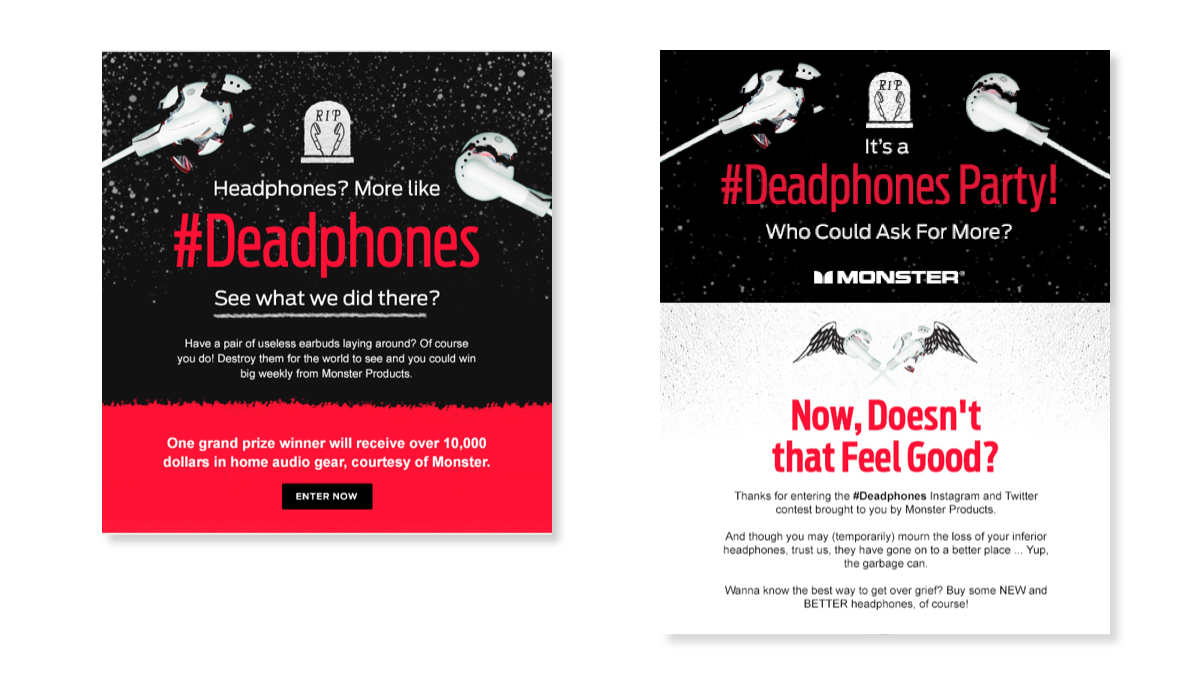 RIP
Headphones? More like
#Deadphones
See what we did there?
Have a pair of useless earbuds laying around? Of course
you do! Destroy them for the world to see and you could win
big weekly from Monster Products.
One grand prize winner will receive over 10,000
dollars in home audio gear, courtesy of Monster.
ENTER NOW
RIP
It's a
#Deadphones Party!
Who Could Ask For More?
MONSTER®
Now, Doesn't
that Feel Good?
Thanks for entering the #Deadphones Instagram and Twitter
contest brought to you by Monster Products.
And though you may (temporarily) mourn the loss of your inferior
headphones, trust us, they have gone on to a better place ... Yup,
the garbage can.
Wanna know the best way to get over grief? Buy some NEW and
BETTER headphones, of course!